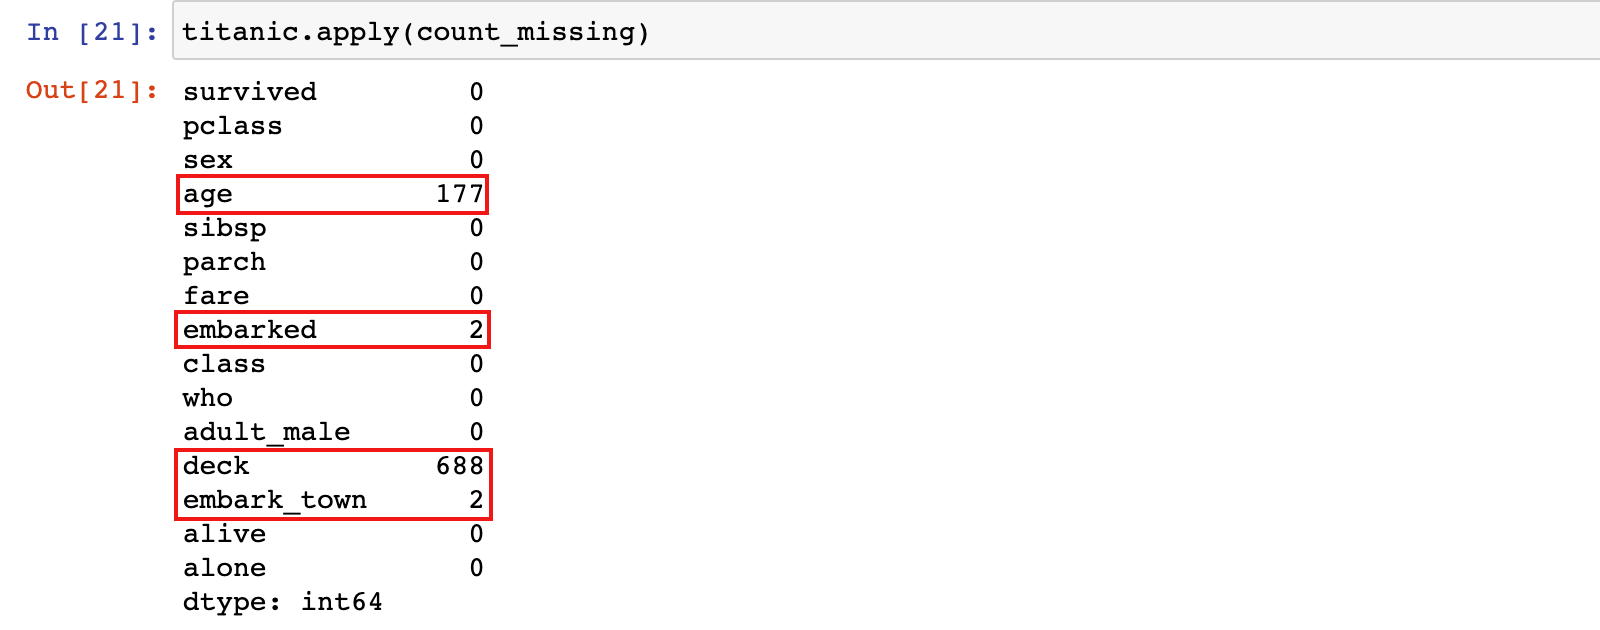 In [21]: titanic.apply(count_missing)
Out[21]: survived 0
pclass 0
sex 0
age 177
sibsp 0
parch 0
fare 0
embarked 2
class 0
who 0
adult_male 0
deck 688
embark_town 2
alive 0
alone 0
dtype: int64